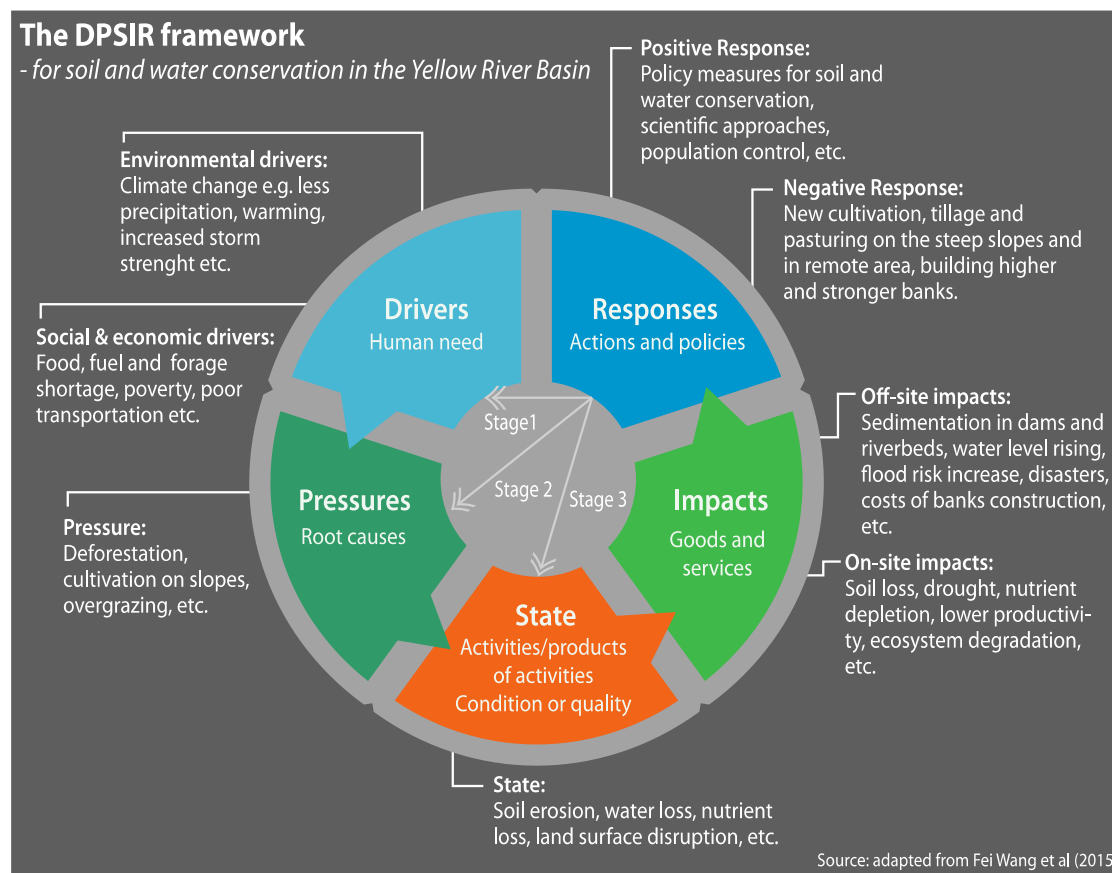 The DPSIR framework
- for soil and water conservation in the Yellow River Basin
Positive Response:
Policy measures for soil and
water conservation,
scientific approaches,
population control, etc.
Environmental drivers:
Climate change e.g. less
precipitation, warming,
increased storm
strenght etc.
Negative Response:
New cultivation, tillage and
pasturing on the steep slopes and
in remote area, building higher
and stronger banks.
Social & economic drivers:
Food, fuel and forage
shortage, poverty, poor
transportation etc.
Drivers
Human need
Responses
Actions and policies
Stage1
Stage 2
Stage 3
Off-site impacts:
Sedimentation in dams and
riverbeds, water level rising,
flood risk increase, disasters,
costs of banks construction,
etc.
Pressures
Root causes
Impacts
Goods and
services
Pressure:
Deforestation,
cultivation on slopes,
overgrazing, etc.
On-site impacts:
Soil loss, drought, nutrient
depletion, lower productivi-
ty, ecosystem degradation,
etc.
State
Activities/products
of activities
Condition or quality
State:
Soil erosion, water loss, nutrient
loss, land surface disruption, etc.
Source: adapted from Fei Wang et al (2015